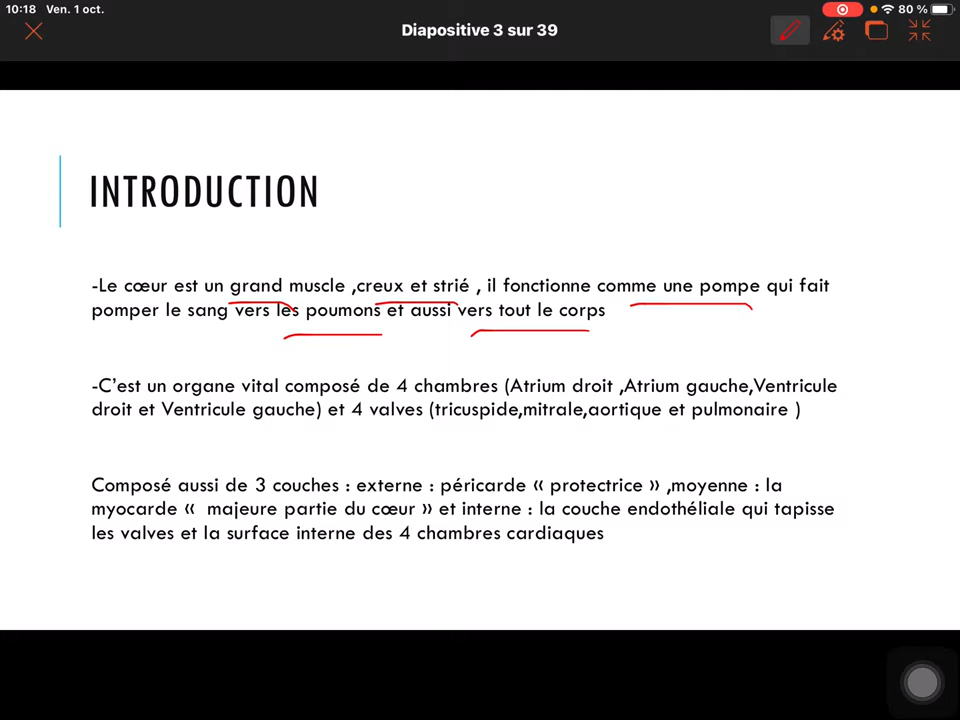 10:18 Ven. 1 oct.
80 %
Diapositive 3 sur 39
INTRODUCTION
-Le cœur est un grand muscle ,creux et strié , il fonctionne comme une pompe qui fait
pomper le sang vers les poumons et aussi vers tout le corps
-C’est un organe vital composé de 4 chambres (Atrium droit ,Atrium gauche,Ventricule
droit et Ventricule gauche) et 4 valves (tricuspide,mitrale,aortique et pulmonaire )
Composé aussi de 3 couches : externe : péricarde « protectrice » ,moyenne : la
myocarde « majeure partie du cœur » et interne : la couche endothéliale qui tapisse
les valves et la surface interne des 4 chambres cardiaques